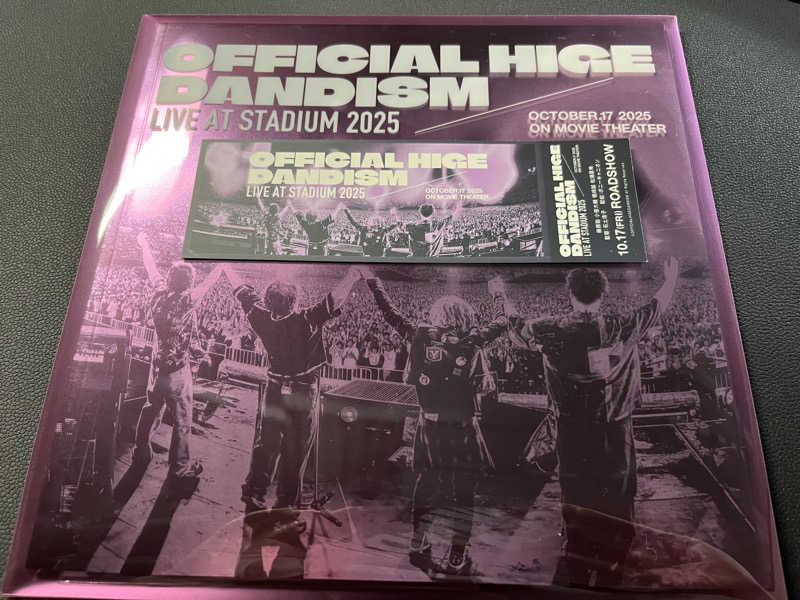 OFFICIAL HIGE
DANDISM
LIVE AT STADIUM 2025
OCTOBER.17 2025
ON MOVIE THEATER
OFFICIAL HIGE
DANDISM
LIVE AT STADIUM 2025
OCTOBER.17 2025
ON MOVIE THEATER
OFFICIAL HIGE
DANDISM
LIVE AT STADIUM 2025
10.17(FRI) ROADSHOW